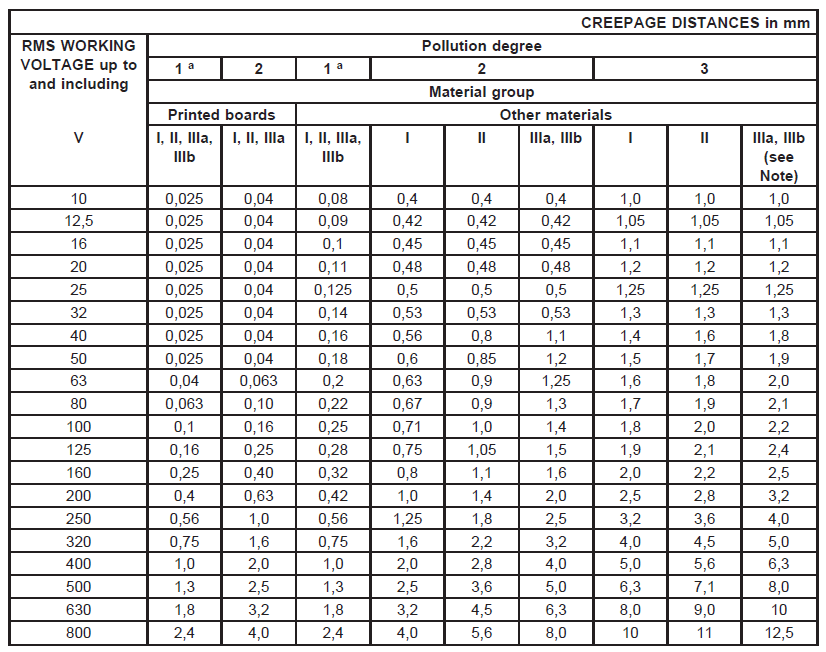 CREEPAGE DISTANCES in mm
RMS WORKING VOLTAGE up to and including
V
Pollution degree
1 a 2 1 a 2 3
Material group
Printed boards Other materials
I, II, IIIa, IIIb I, II, IIIa I, II, IIIa, IIIb I II IIIa, IIIb I II IIIa, IIIb (see Note)
10 0,025 0,04 0,08 0,4 0,4 0,4 1,0 1,0 1,0
12,5 0,025 0,04 0,09 0,42 0,42 0,42 1,05 1,05 1,05
16 0,025 0,04 0,1 0,45 0,45 0,45 1,1 1,1 1,1
20 0,025 0,04 0,11 0,48 0,48 0,48 1,2 1,2 1,2
25 0,025 0,04 0,125 0,5 0,5 0,5 1,25 1,25 1,25
32 0,025 0,04 0,14 0,53 0,53 0,53 1,3 1,3 1,3
40 0,025 0,04 0,16 0,56 0,8 1,1 1,4 1,6 1,8
50 0,025 0,04 0,18 0,6 0,85 1,2 1,5 1,7 1,9
63 0,04 0,063 0,2 0,63 0,9 1,25 1,6 1,8 2,0
80 0,063 0,10 0,22 0,67 0,9 1,3 1,7 1,9 2,1
100 0,1 0,16 0,25 0,71 1,0 1,4 1,8 2,0 2,2
125 0,16 0,25 0,28 0,75 1,05 1,5 1,9 2,1 2,4
160 0,25 0,40 0,32 0,8 1,1 1,6 2,0 2,2 2,5
200 0,4 0,63 0,42 1,0 1,4 2,0 2,5 2,8 3,2
250 0,56 1,0 0,56 1,25 1,8 2,5 3,2 3,6 4,0
320 0,75 1,6 0,75 1,6 2,2 3,2 4,0 4,5 5,0
400 1,0 2,0 1,0 2,0 2,8 4,0 5,0 5,6 6,3
500 1,3 2,5 1,3 2,5 3,6 5,0 6,3 7,1 8,0
630 1,8 3,2 1,8 3,2 4,5 6,3 8,0 9,0 10
800 2,4 4,0 2,4 4,0 5,6 8,0 10 11 12,5